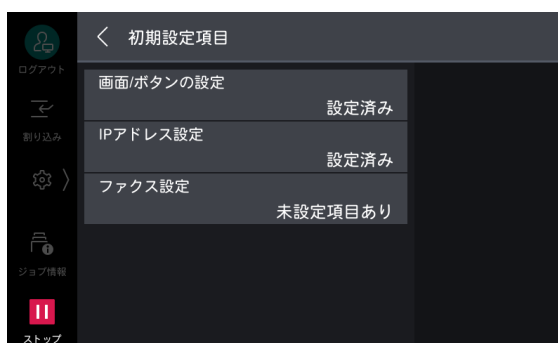 初期設定項目
ログアウト
割り込み
ジョブ情報
ストップ
画面/ボタンの設定
設定済み
IPアドレス設定
設定済み
ファクス設定
未設定項目あり